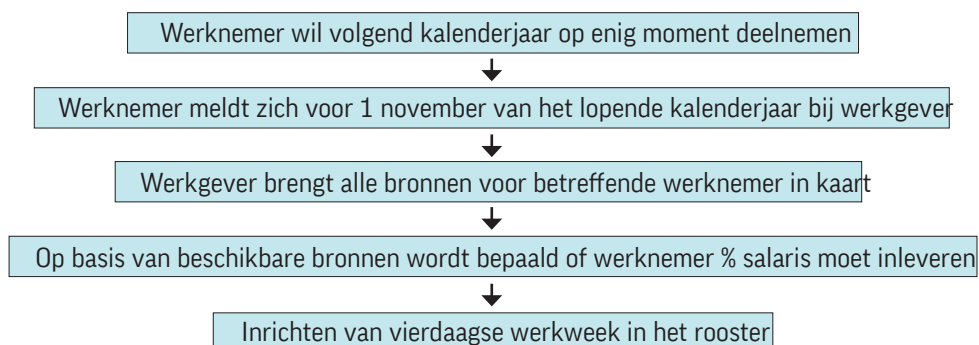 Werknemer wil volgend kalenderjaar op enig moment deelnemen
Werknemer meldt zich voor 1 november van het lopende kalenderjaar bij werkgever
Werkgever brengt alle bronnen voor betreffende werknemer in kaart
Op basis van beschikbare bronnen wordt bepaald of werknemer % salaris moet inleveren
Inrichten van vierdaagse werkweek in het rooster